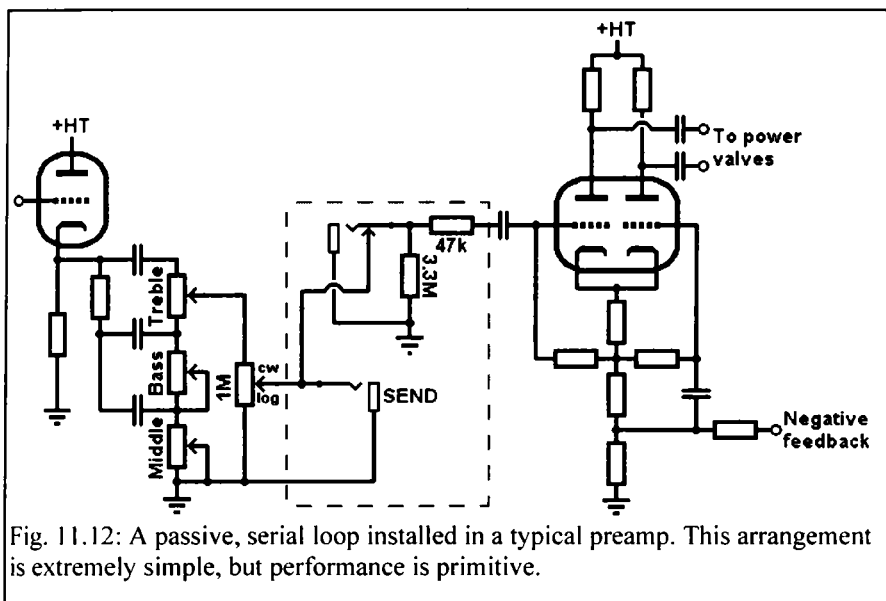 +HT
+HT
To power
valves
Treble
Bass
Middle
1M
cw
log
SEND
3.3M
47k
Negative
feedback
Fig. 11.12: A passive, serial loop installed in a typical preamp. This arrangement
is extremely simple, but performance is primitive.